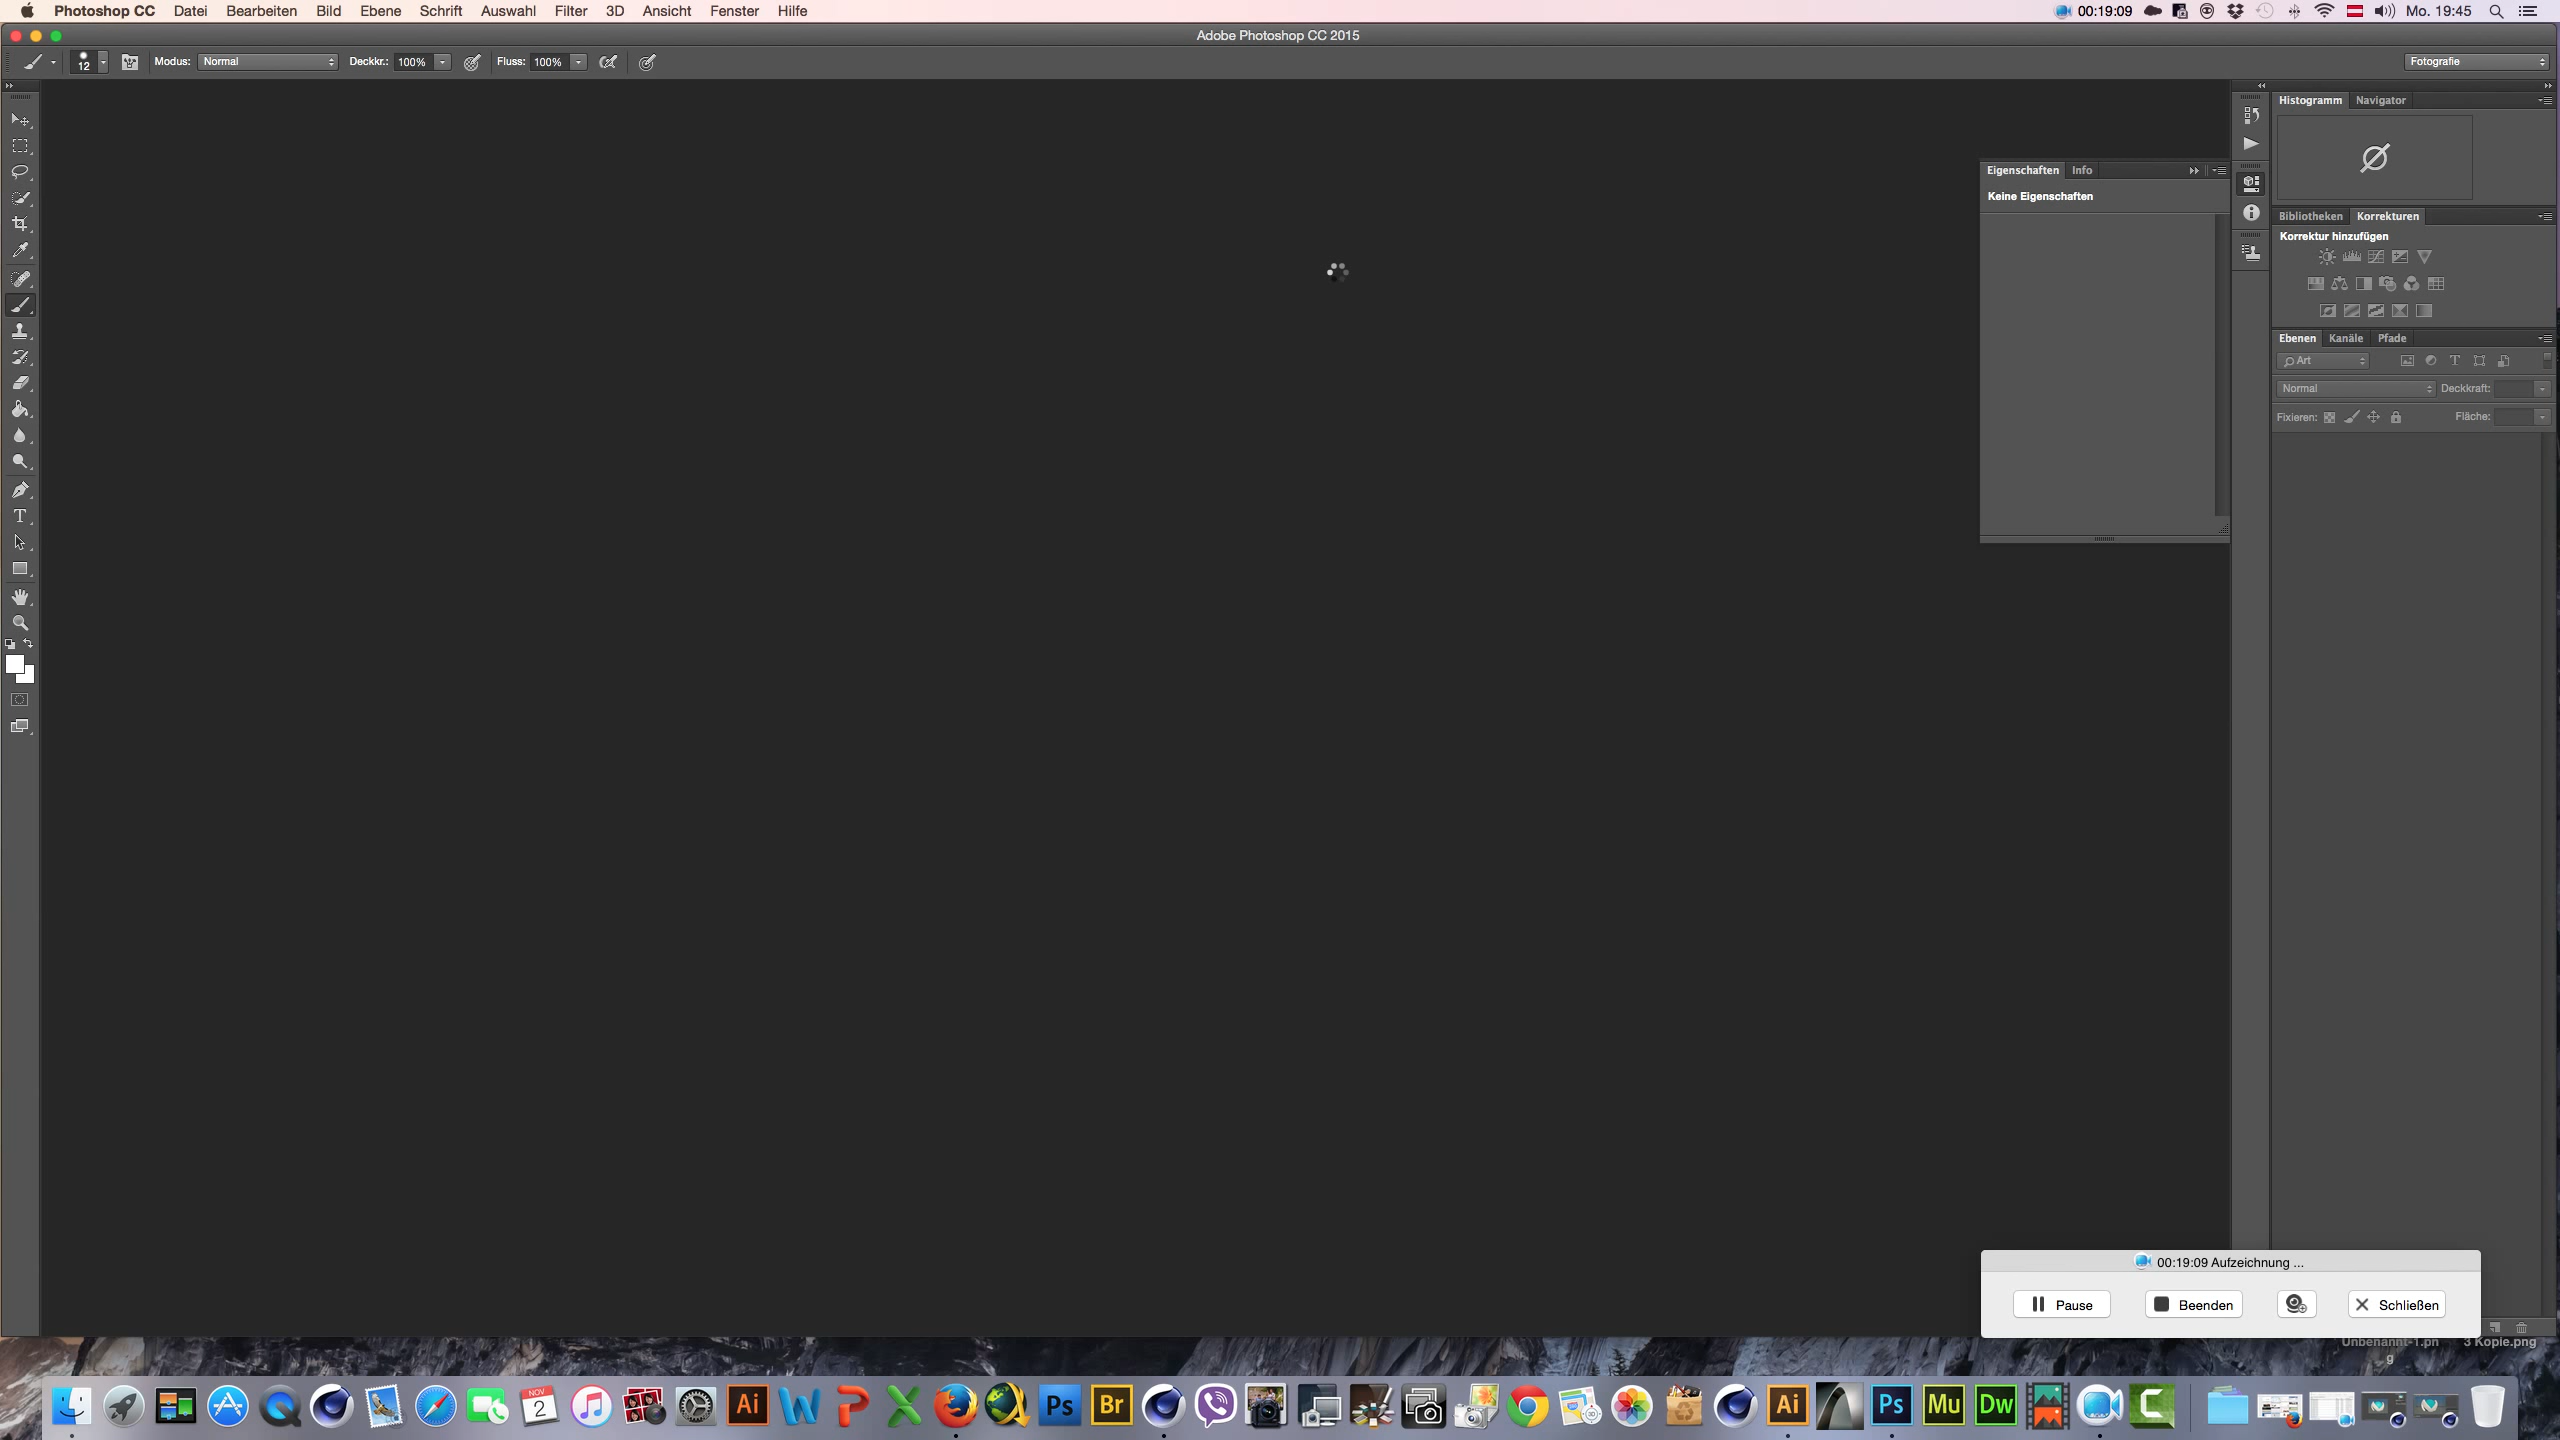 Photoshop CC Datei Bearbeiten Bild Ebene Schrift Auswahl Filter 3D Ansicht Fenster Hilfe 00:19:09 Mo. 19:45
Adobe Photoshop CC 2015
12 Modus: Normal Deckkr.: 100% Fluss: 100% Fotografie
Histogramm Navigator
Eigenschaften Info
Keine Eigenschaften
Bibliotheken Korrekturen
Korrektur hinzufügen
Ebenen Kanäle Pfade
Art
Normal Deckkraft:
Fixieren: Fläche:
T
00:19:09 Aufzeichnung ...
Pause Beenden Schließen
Unbenannt-1.pn
g
3 Kopie.png
NOV
2
Ai
W
P
X
Ps
Br
Ai
Ps
Mu
Dw
C